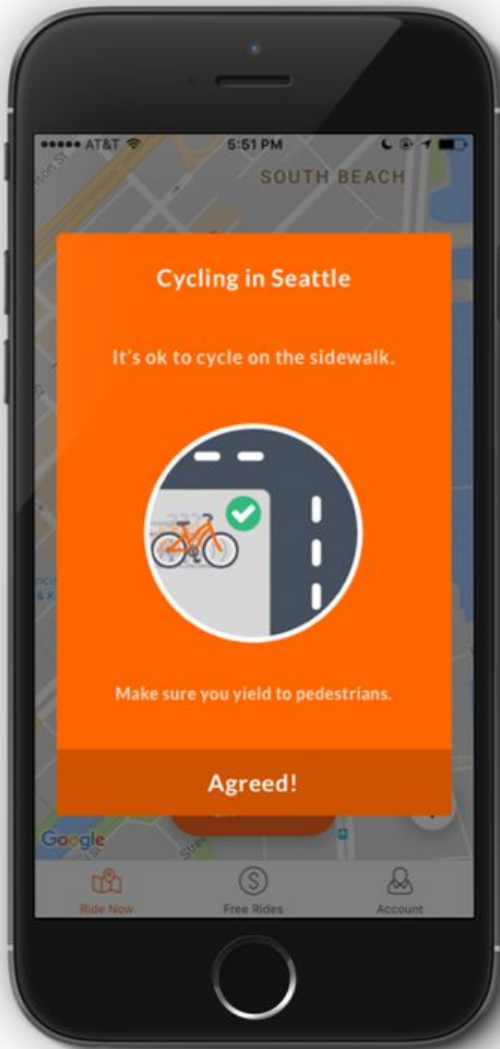 AT&T
5:51 PM
SOUTH BEACH
Cycling in Seattle
It's ok to cycle on the sidewalk.
Make sure you yield to pedestrians.
Agreed!
Google
Ride Now
Free Rides
Account